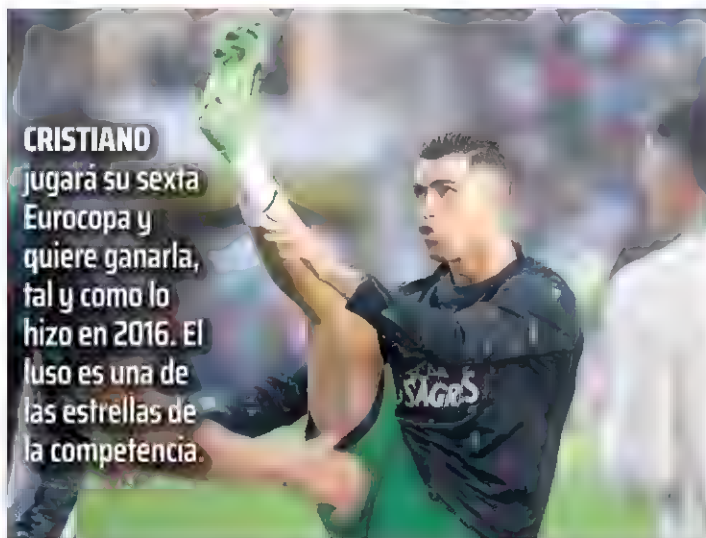 CRISTIANO
jugará su sexta
Eurocopa y
quiere ganarla,
tal y como lo
hizo en 2016. El
luso es una de
las estrellas de
la competencia.
SAGRES